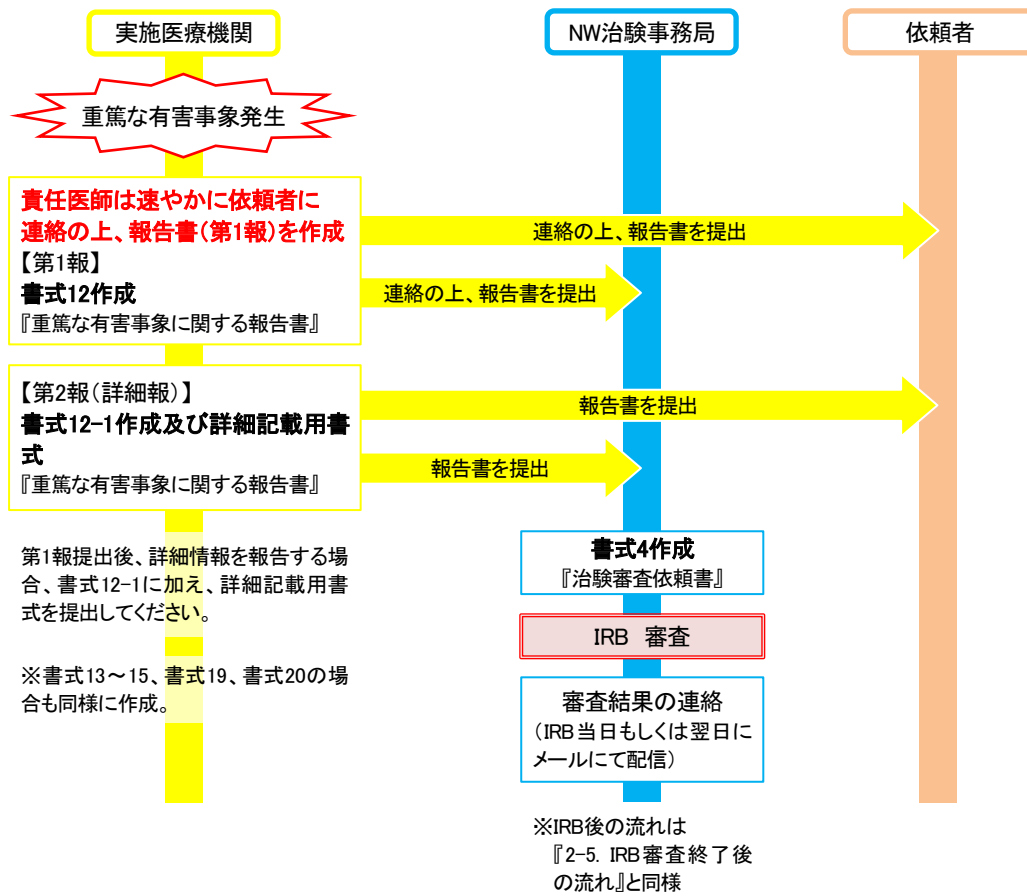 実施医療機関
NW治験事務局
依頼者
重篤な有害事象発生
責任医師は速やかに依頼者に
連絡の上、報告書(第1報)を作成
【第1報】
書式12作成
『重篤な有害事象に関する報告書』
連絡の上、報告書を提出
連絡の上、報告書を提出
【第2報(詳細報)】
書式12-1作成及び詳細記載用書
式
『重篤な有害事象に関する報告書』
報告書を提出
報告書を提出
第1報提出後、詳細情報を報告する場
合、書式12-1に加え、詳細記載用書
式を提出してください。
※書式13~15、書式19、書式20の場
合も同様に作成。
書式4作成
『治験審査依頼書』
IRB 審査
審査結果の連絡
(IRB当日もしくは翌日に
メールにて配信)
※IRB後の流れは
『2-5. IRB審査終了後
の流れ』と同様